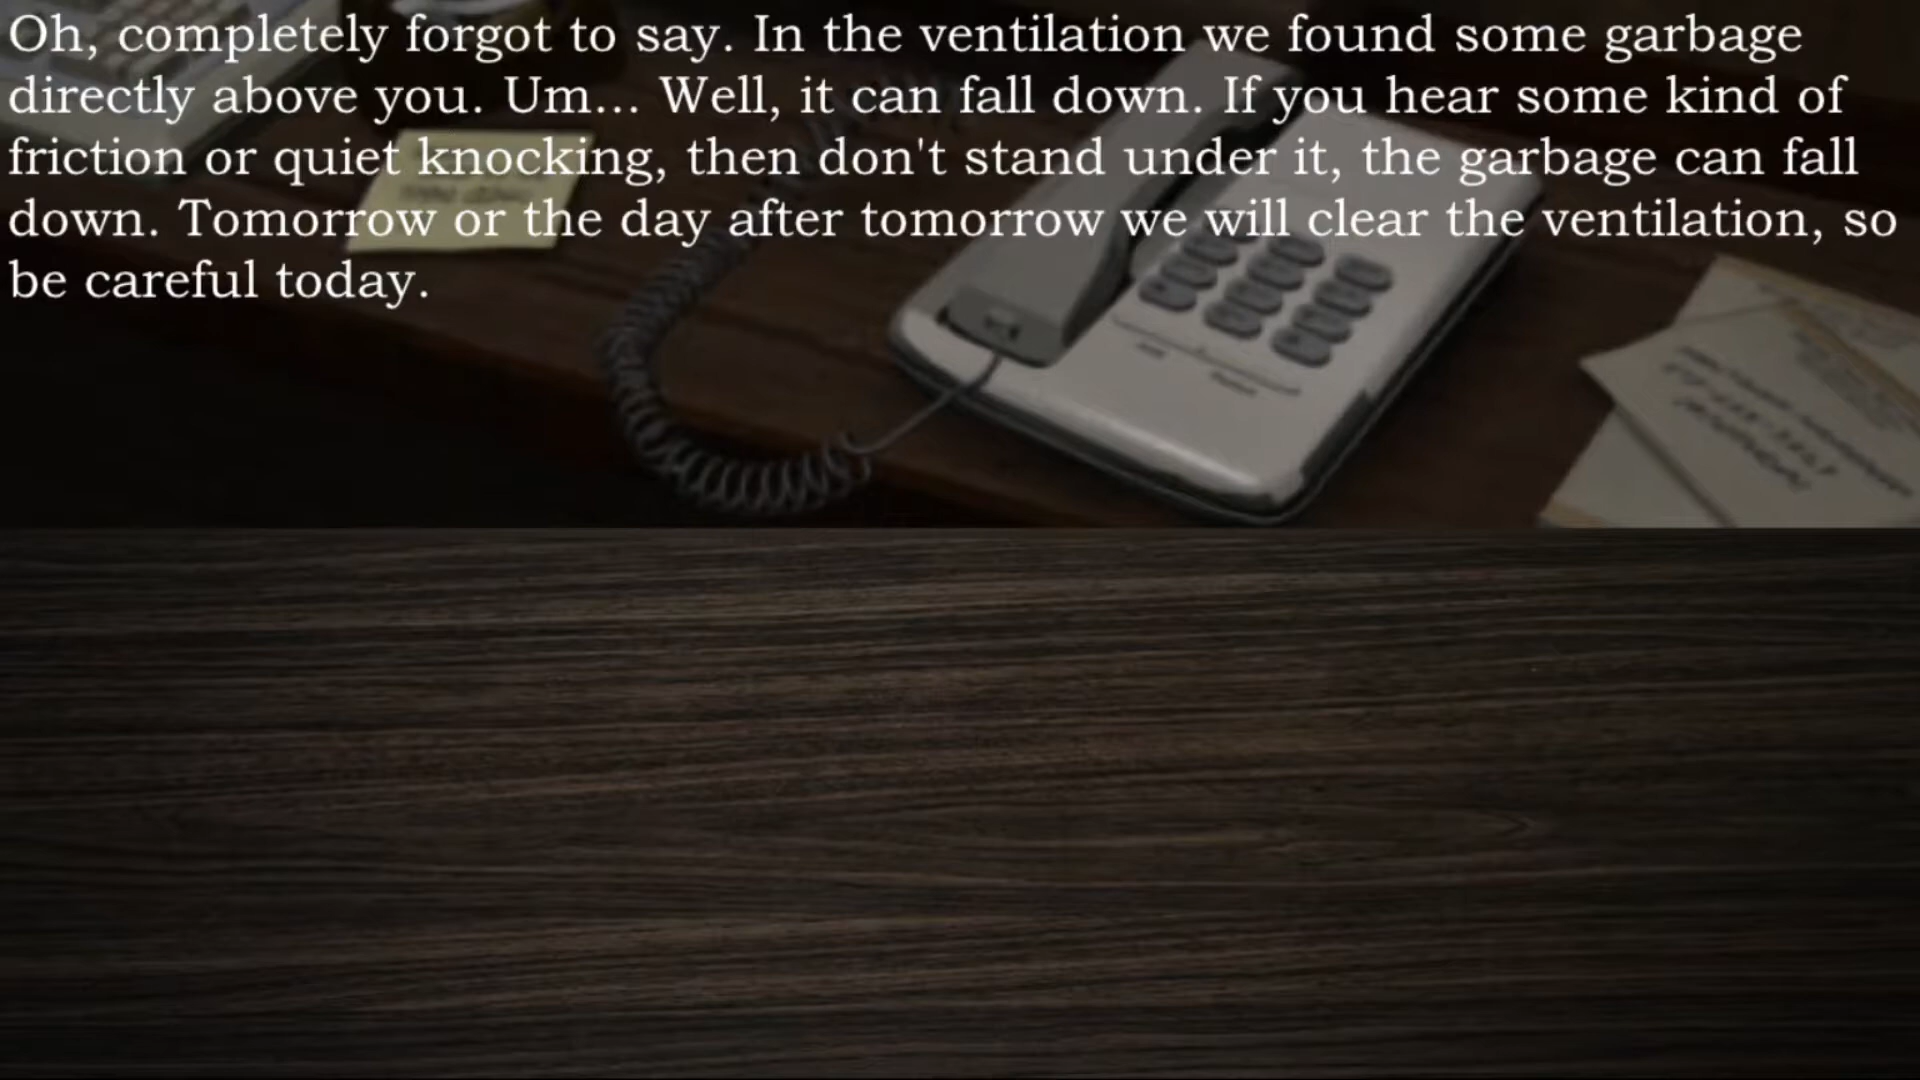 Oh, completely forgot to say. In the ventilation we found some garbage
directly above you. Um... Well, it can fall down. If you hear some kind of
friction or quiet knocking, then don't stand under it, the garbage can fall
down. Tomorrow or the day after tomorrow we will clear the ventilation, so
be careful today.